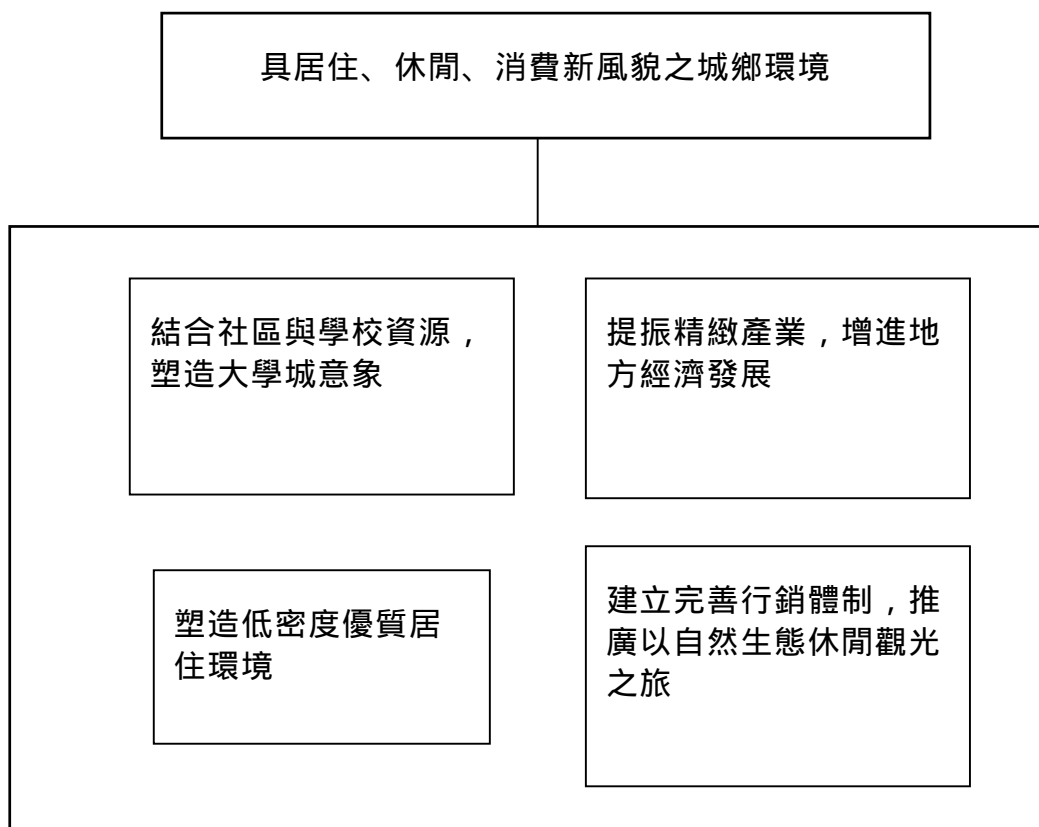 具居住、休閒、消費新風貌之城鄉環境
結合社區與學校資源，
塑造大學城意象
提振精緻產業，增進地
方經濟發展
塑造低密度優質居
住環境
建立完善行銷體制，推
廣以自然生態休閒觀光
之旅